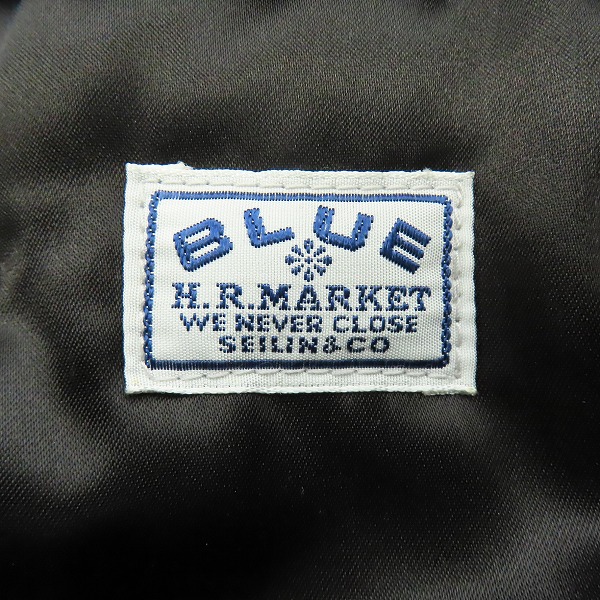 BLUE
H.R.MARKET
WE NEVER CLOSE
SEILIN&CO